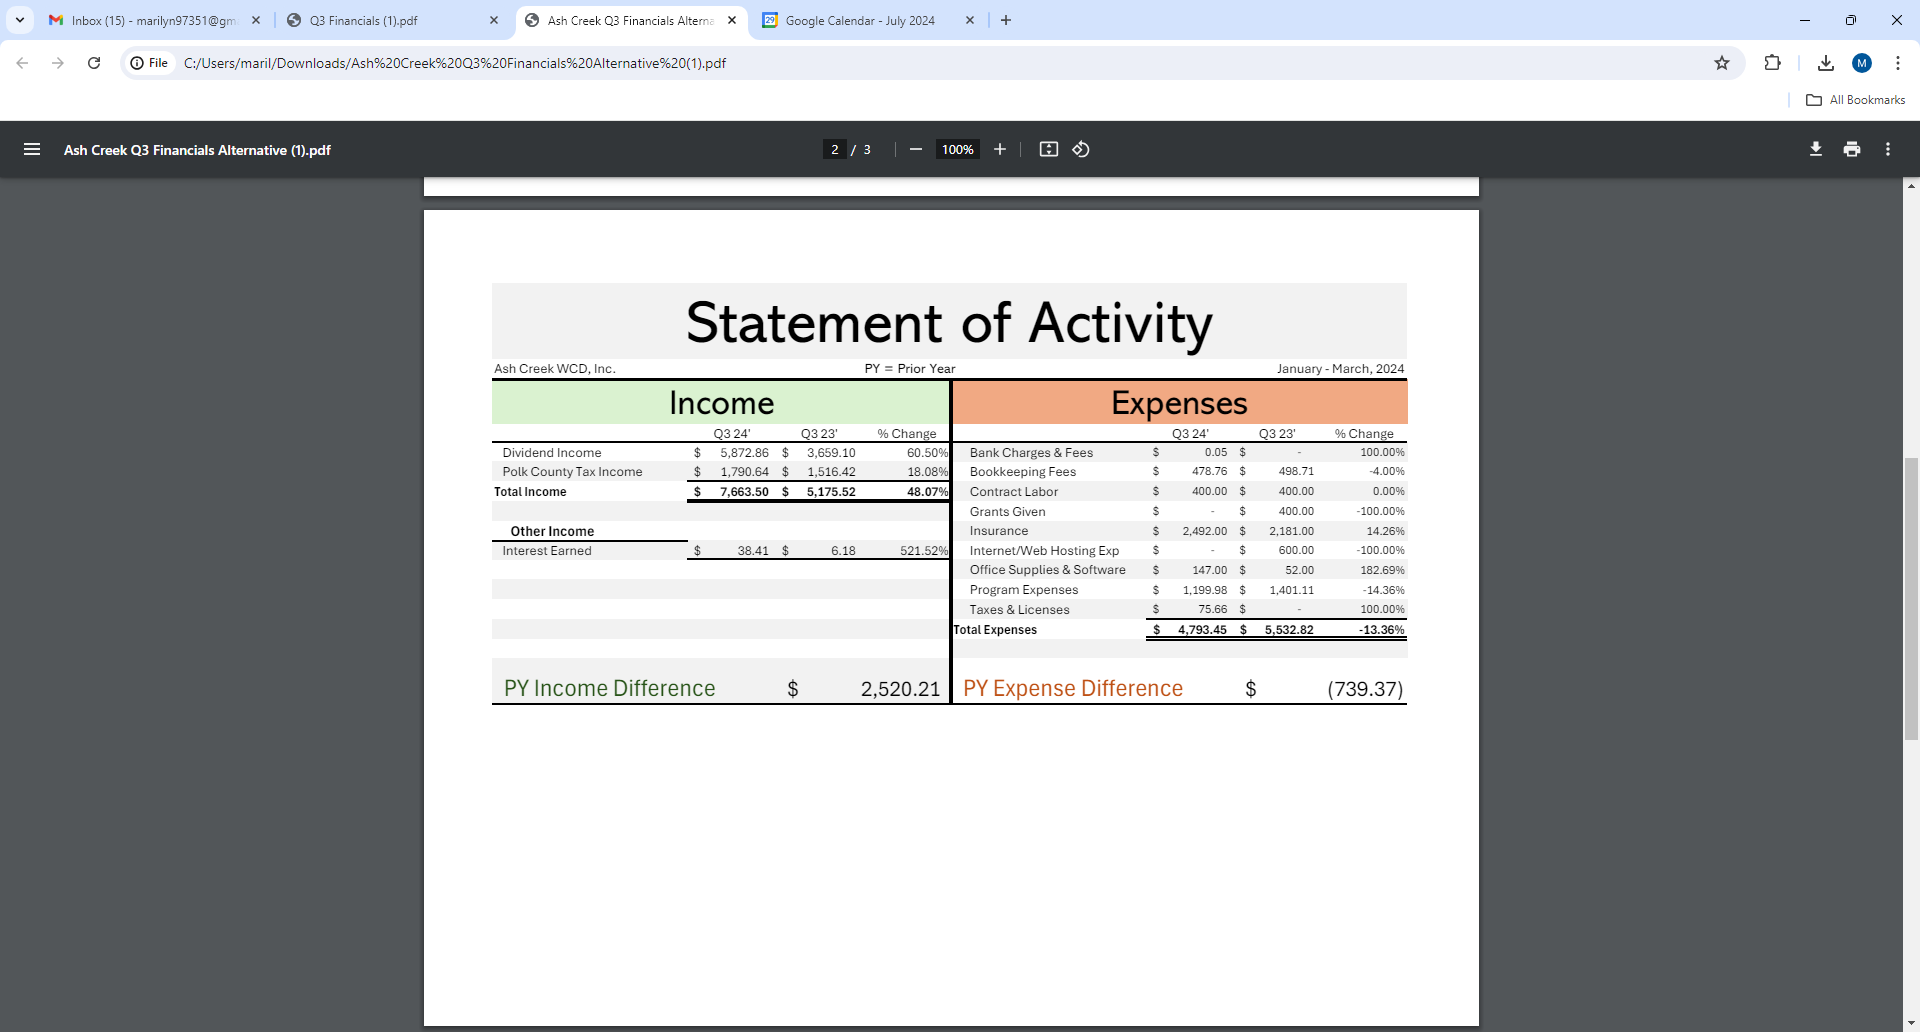 Inbox (15) - marilyn97351@gm
Q3 Financials (1).pdf
Ash Creek Q3 Financials Alterna
29
Google Calendar - July 2024
File
C:/Users/maril/Downloads/Ash%20Creek%20Q3%20Financials%20Alternative%20(1).pdf
M
All Bookmarks
Ash Creek Q3 Financials Alternative (1).pdf
2 / 3
100%
Statement of Activity
Ash Creek WCD, Inc. PY = Prior Year January - March, 2024
Income Expenses
Q3 24' Q3 23' % Change Q3 24' Q3 23' % Change
Dividend Income $ 5,872.86 $ 3,659.10 60.50% Bank Charges & Fees $ 0.05 $ - 100.00%
Polk County Tax Income $ 1,790.64 $ 1,516.42 18.08% Bookkeeping Fees $ 478.76 $ 498.71 -4.00%
Total Income $ 7,663.50 $ 5,175.52 48.07% Contract Labor $ 400.00 $ 400.00 0.00%
Grants Given $ - $ 400.00 -100.00%
Other Income Insurance $ 2,492.00 $ 2,181.00 14.26%
Interest Earned $ 38.41 $ 6.18 521.52% Internet/Web Hosting Exp $ - $ 600.00 -100.00%
Office Supplies & Software $ 147.00 $ 52.00 182.69%
Program Expenses $ 1,199.98 $ 1,401.11 -14.36%
Taxes & Licenses $ 75.66 $ - 100.00%
Total Expenses $ 4,793.45 $ 5,532.82 -13.36%
PY Income Difference $ 2,520.21 PY Expense Difference $ (739.37)